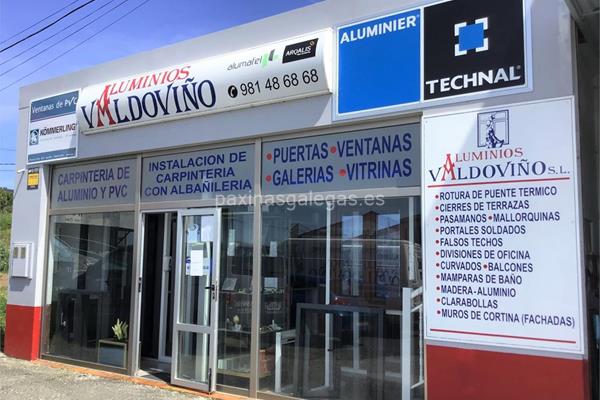 Ventanas de PVC
KÖMMERLING
ALUMINIOS
VALDOVIÑO
alumafel
AROALIS
981 48 68 68
ALUMINIER
TECHNAL
CARPINTERIA DE
ALUMINIO Y PVC
INSTALACION DE
CARPINTERIA
CON ALBAÑILERIA
•PUERTAS•VENTANAS
•GALERIAS•VITRINAS
paxinasgalegas.es
ALUMINIOS
VALDOVIÑO S.L.
•ROTURA DE PUENTE TERMICO
•CIERRES DE TERRAZAS
•PASAMANOS •MALLORQUINAS
•PORTALES SOLDADOS
•FALSOS TECHOS
•DIVISIONES DE OFICINA
•CURVADOS •BALCONES
•MAMPARAS DE BAÑO
•MADERA-ALUMINIO
•CLARABOLLAS
•MUROS DE CORTINA (FACHADAS)